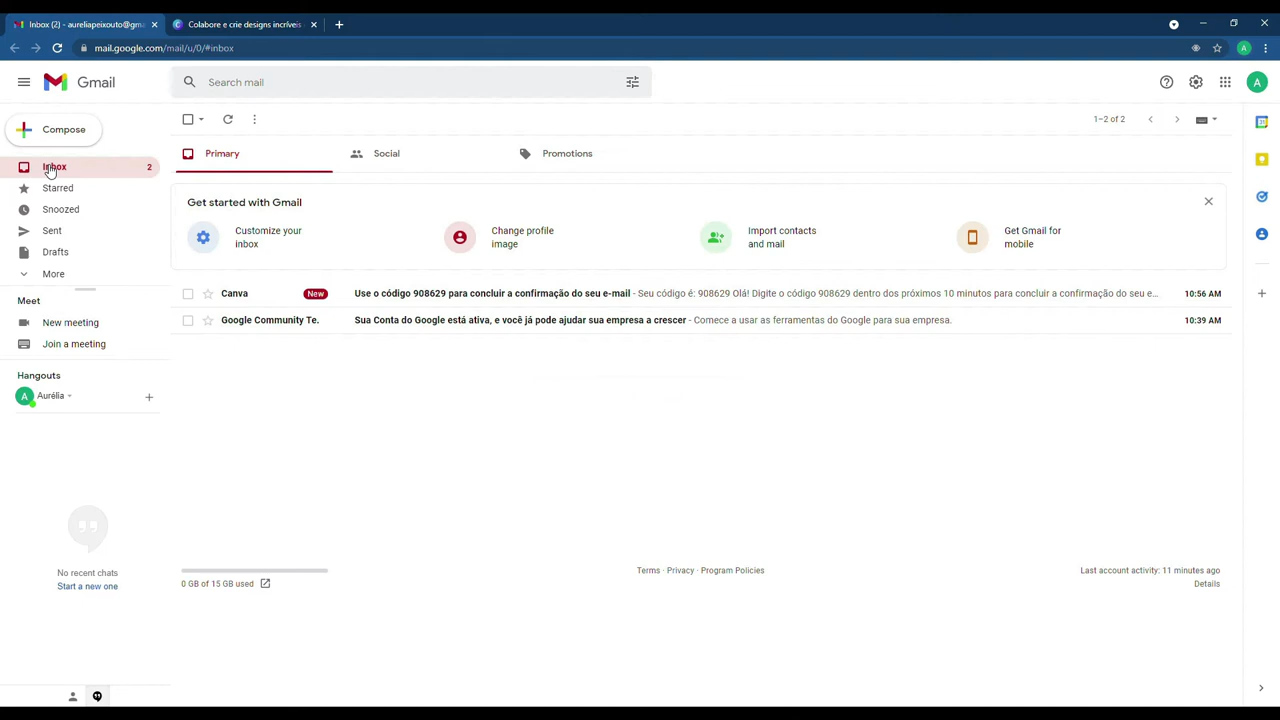 Inbox (2) - aureliapeixouto@gma
Colabore e crie designs incríveis
mail.google.com/mail/u/0/#inbox
A
Gmail
Search mail
A
Compose
1–2 of 2
Inbox 2
Starred
Snoozed
Sent
Drafts
More
Meet
New meeting
Join a meeting
Hangouts
A Aurélia
No recent chats
Start a new one
Primary
Social
Promotions
Get started with Gmail
Customize your
inbox
Change profile
image
Import contacts
and mail
Get Gmail for
mobile
Canva New Use o código 908629 para concluir a confirmação do seu e-mail - Seu código é: 908629 Olá! Digite o código 908629 dentro dos próximos 10 minutos para concluir a confirmação do seu e... 10:56 AM
Google Community Te. Sua Conta do Google está ativa, e você já pode ajudar sua empresa a crescer - Comece a usar as ferramentas do Google para sua empresa. 10:39 AM
0 GB of 15 GB used
Terms · Privacy · Program Policies
Last account activity: 11 minutes ago
Details
31